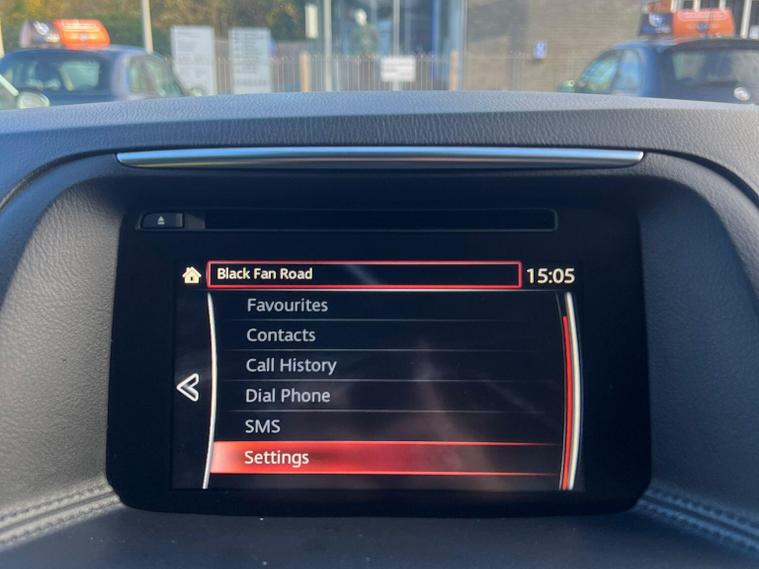 Black Fan Road
15:05
Favourites
Contacts
Call History
Dial Phone
SMS
Settings